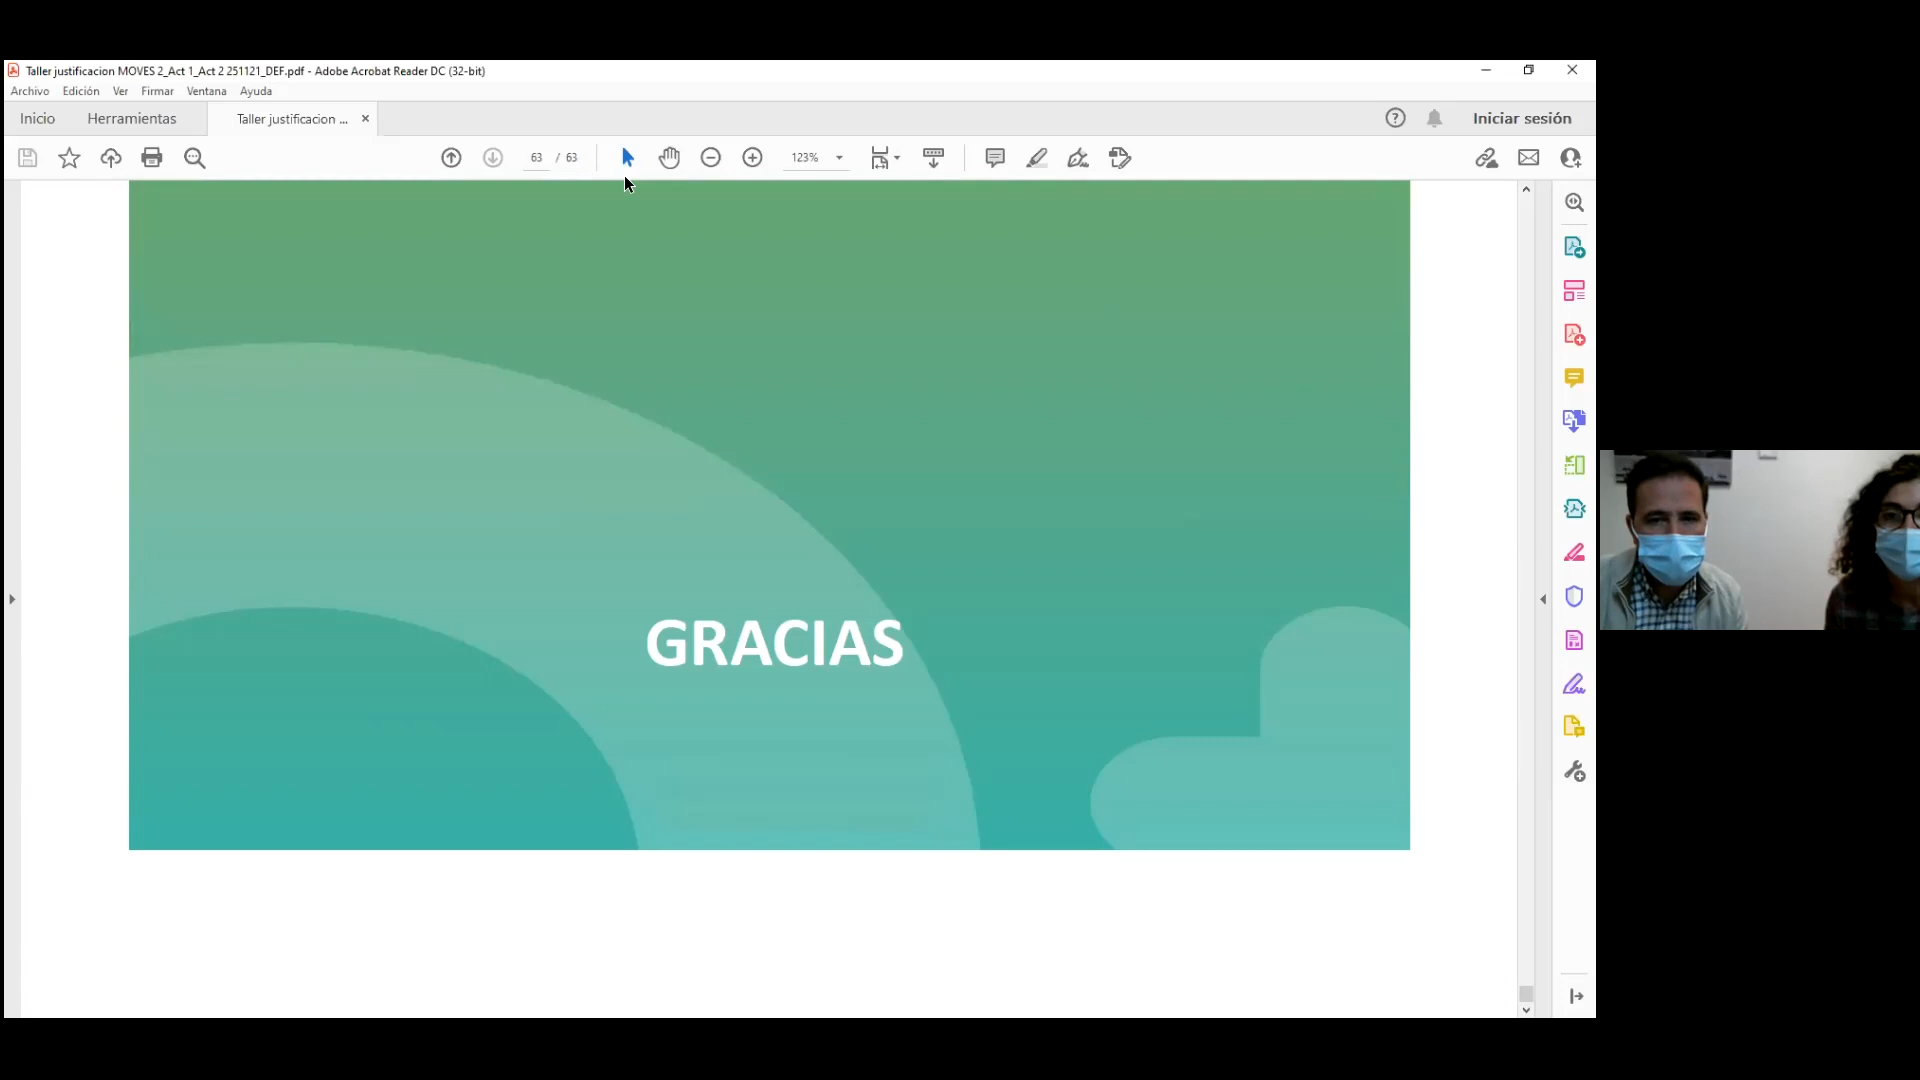 Taller justificacion MOVES 2_Act 1_Act 2 251121_DEF.pdf - Adobe Acrobat Reader DC (32-bit)
Archivo Edición Ver Firmar Ventana Ayuda
Inicio Herramientas Taller justificacion ... Iniciar sesión
63 / 63 123%
GRACIAS